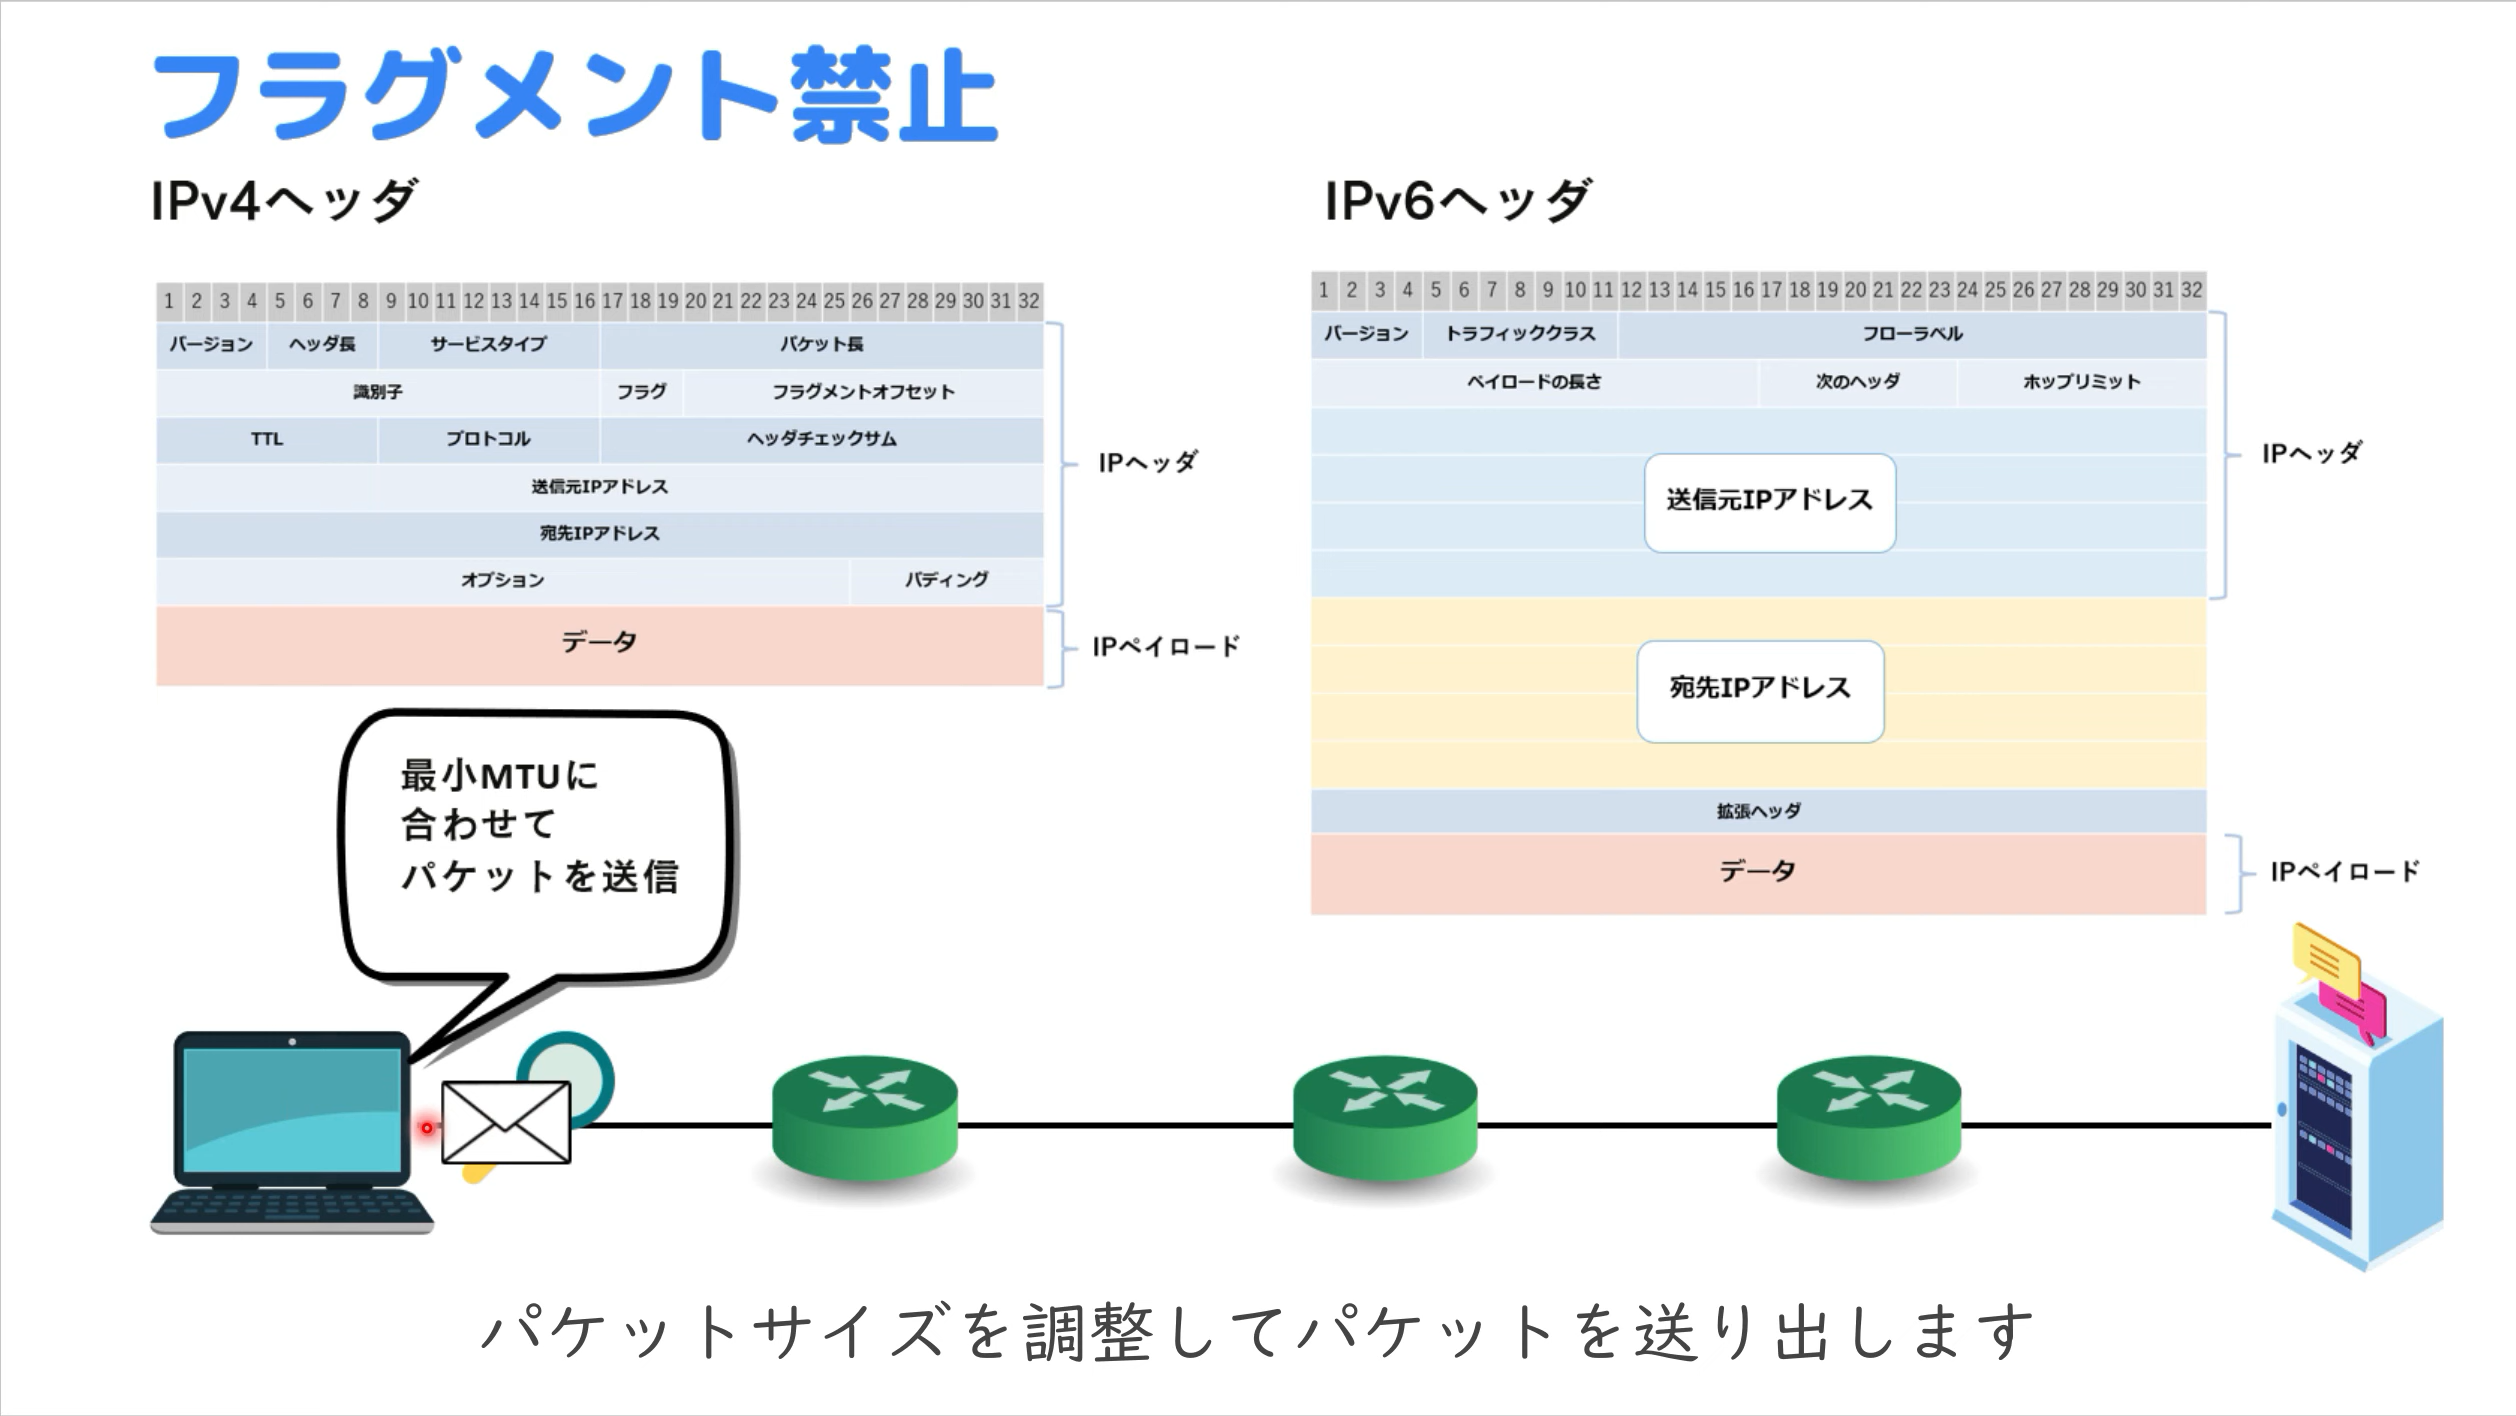 フラグメント禁止
IPv4ヘッダ
1 2 3 4 5 6 7 8 9 10 11 12 13 14 15 16 17 18 19 20 21 22 23 24 25 26 27 28 29 30 31 32
バージョン ヘッダ長 サービスタイプ パケット長
識別子 フラグ フラグメントオフセット
TTL プロトコル ヘッダチェックサム
送信元IPアドレス
宛先IPアドレス
オプション パディング
IPヘッダ
データ
IPペイロード
IPv6ヘッダ
1 2 3 4 5 6 7 8 9 10 11 12 13 14 15 16 17 18 19 20 21 22 23 24 25 26 27 28 29 30 31 32
バージョン トラフィッククラス フローラベル
ペイロードの長さ 次のヘッダ ホップリミット
送信元IPアドレス
IPヘッダ
宛先IPアドレス
拡張ヘッダ
データ
IPペイロード
最小MTUに
合わせて
パケットを送信
パケットサイズを調整してパケットを送り出します